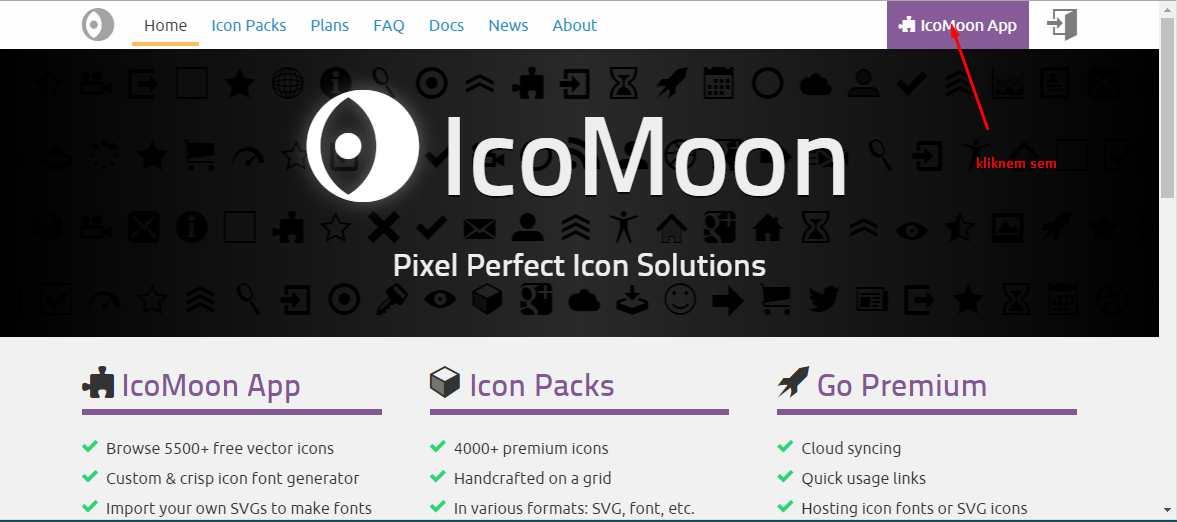 Home Icon Packs Plans FAQ Docs News About IcoMoon App
kliknem sem
IcoMoon
Pixel Perfect Icon Solutions
IcoMoon App
Browse 5500+ free vector icons
Custom & crisp icon font generator
Import your own SVGs to make fonts
Icon Packs
4000+ premium icons
Handcrafted on a grid
In various formats: SVG, font, etc.
Go Premium
Cloud syncing
Quick usage links
Hosting icon fonts or SVG icons